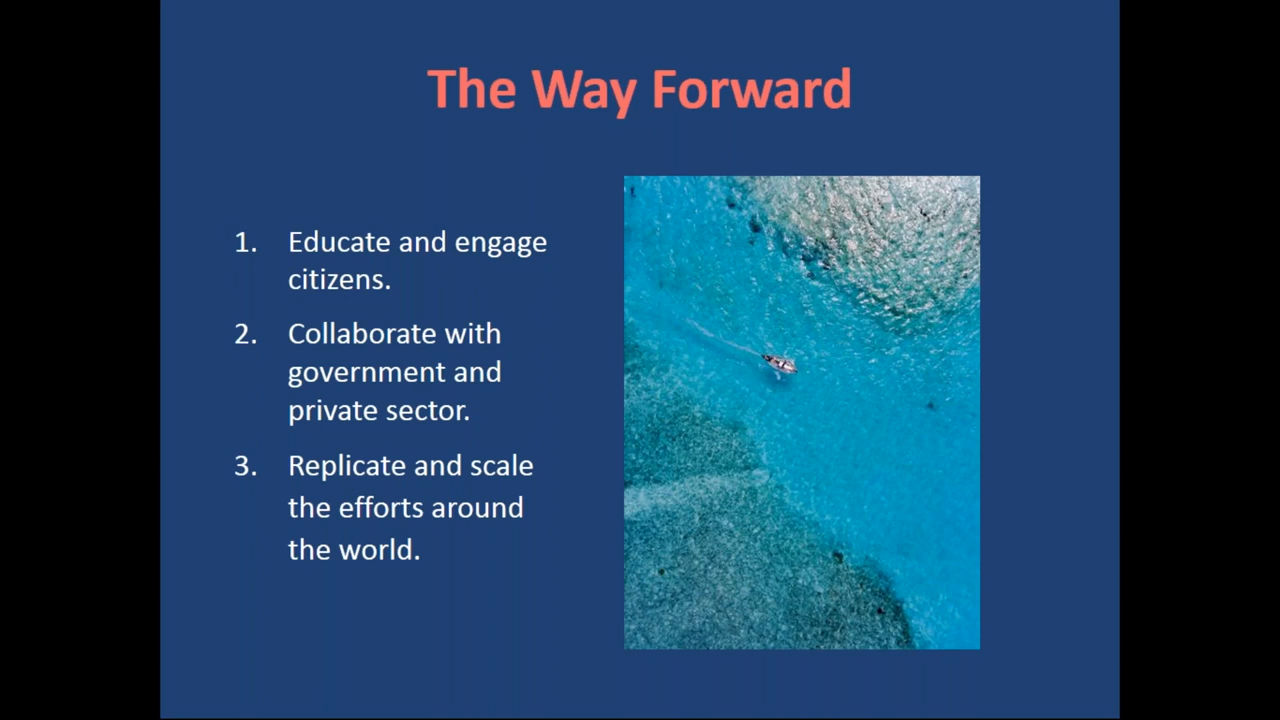 The Way Forward
1. Educate and engage
citizens.
2. Collaborate with
government and
private sector.
3. Replicate and scale
the efforts around
the world.